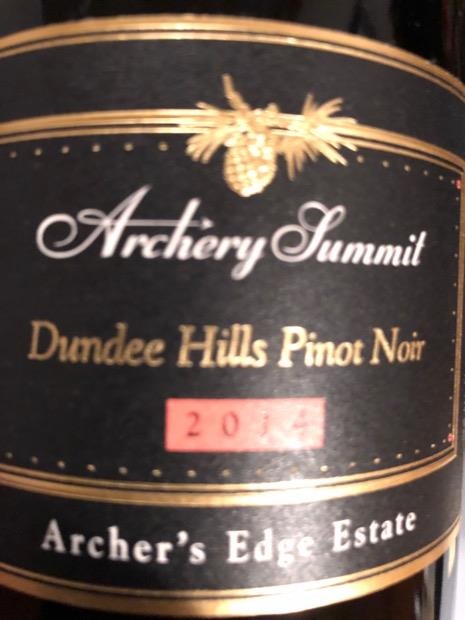 Archery Summit
Dundee Hills Pinot Noir
2014
Archer's Edge Estate